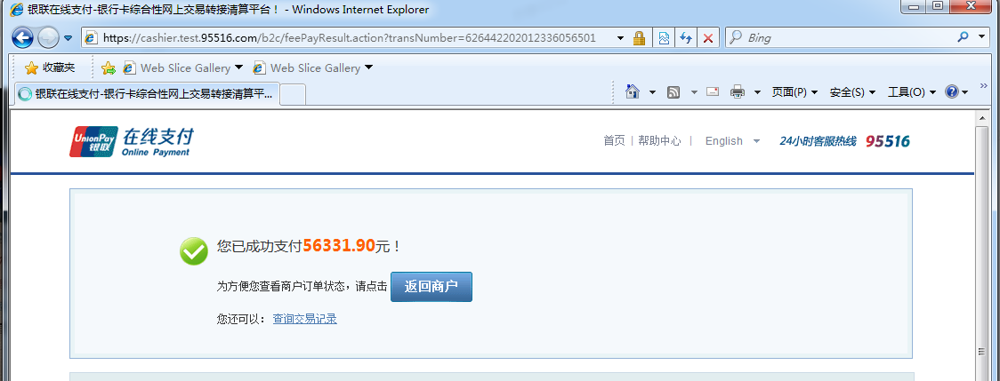 银联在线支付-银行卡综合性网上交易转接清算平台！ - Windows Internet Explorer
https://cashier.test.95516.com/b2c/feePayResult.action?transNumber=626442202012336056501
Bing
收藏夹 Web Slice Gallery Web Slice Gallery
银联在线支付-银行卡综合性网上交易转接清算平... 页面(P) 安全(S) 工具(O) »
UnionPay 银联 在线支付 Online Payment
首页 | 帮助中心 | English 24小时客服热线 95516
您已成功支付56331.90元！
为方便您查看商户订单状态，请点击 返回商户
您还可以： 查询交易记录